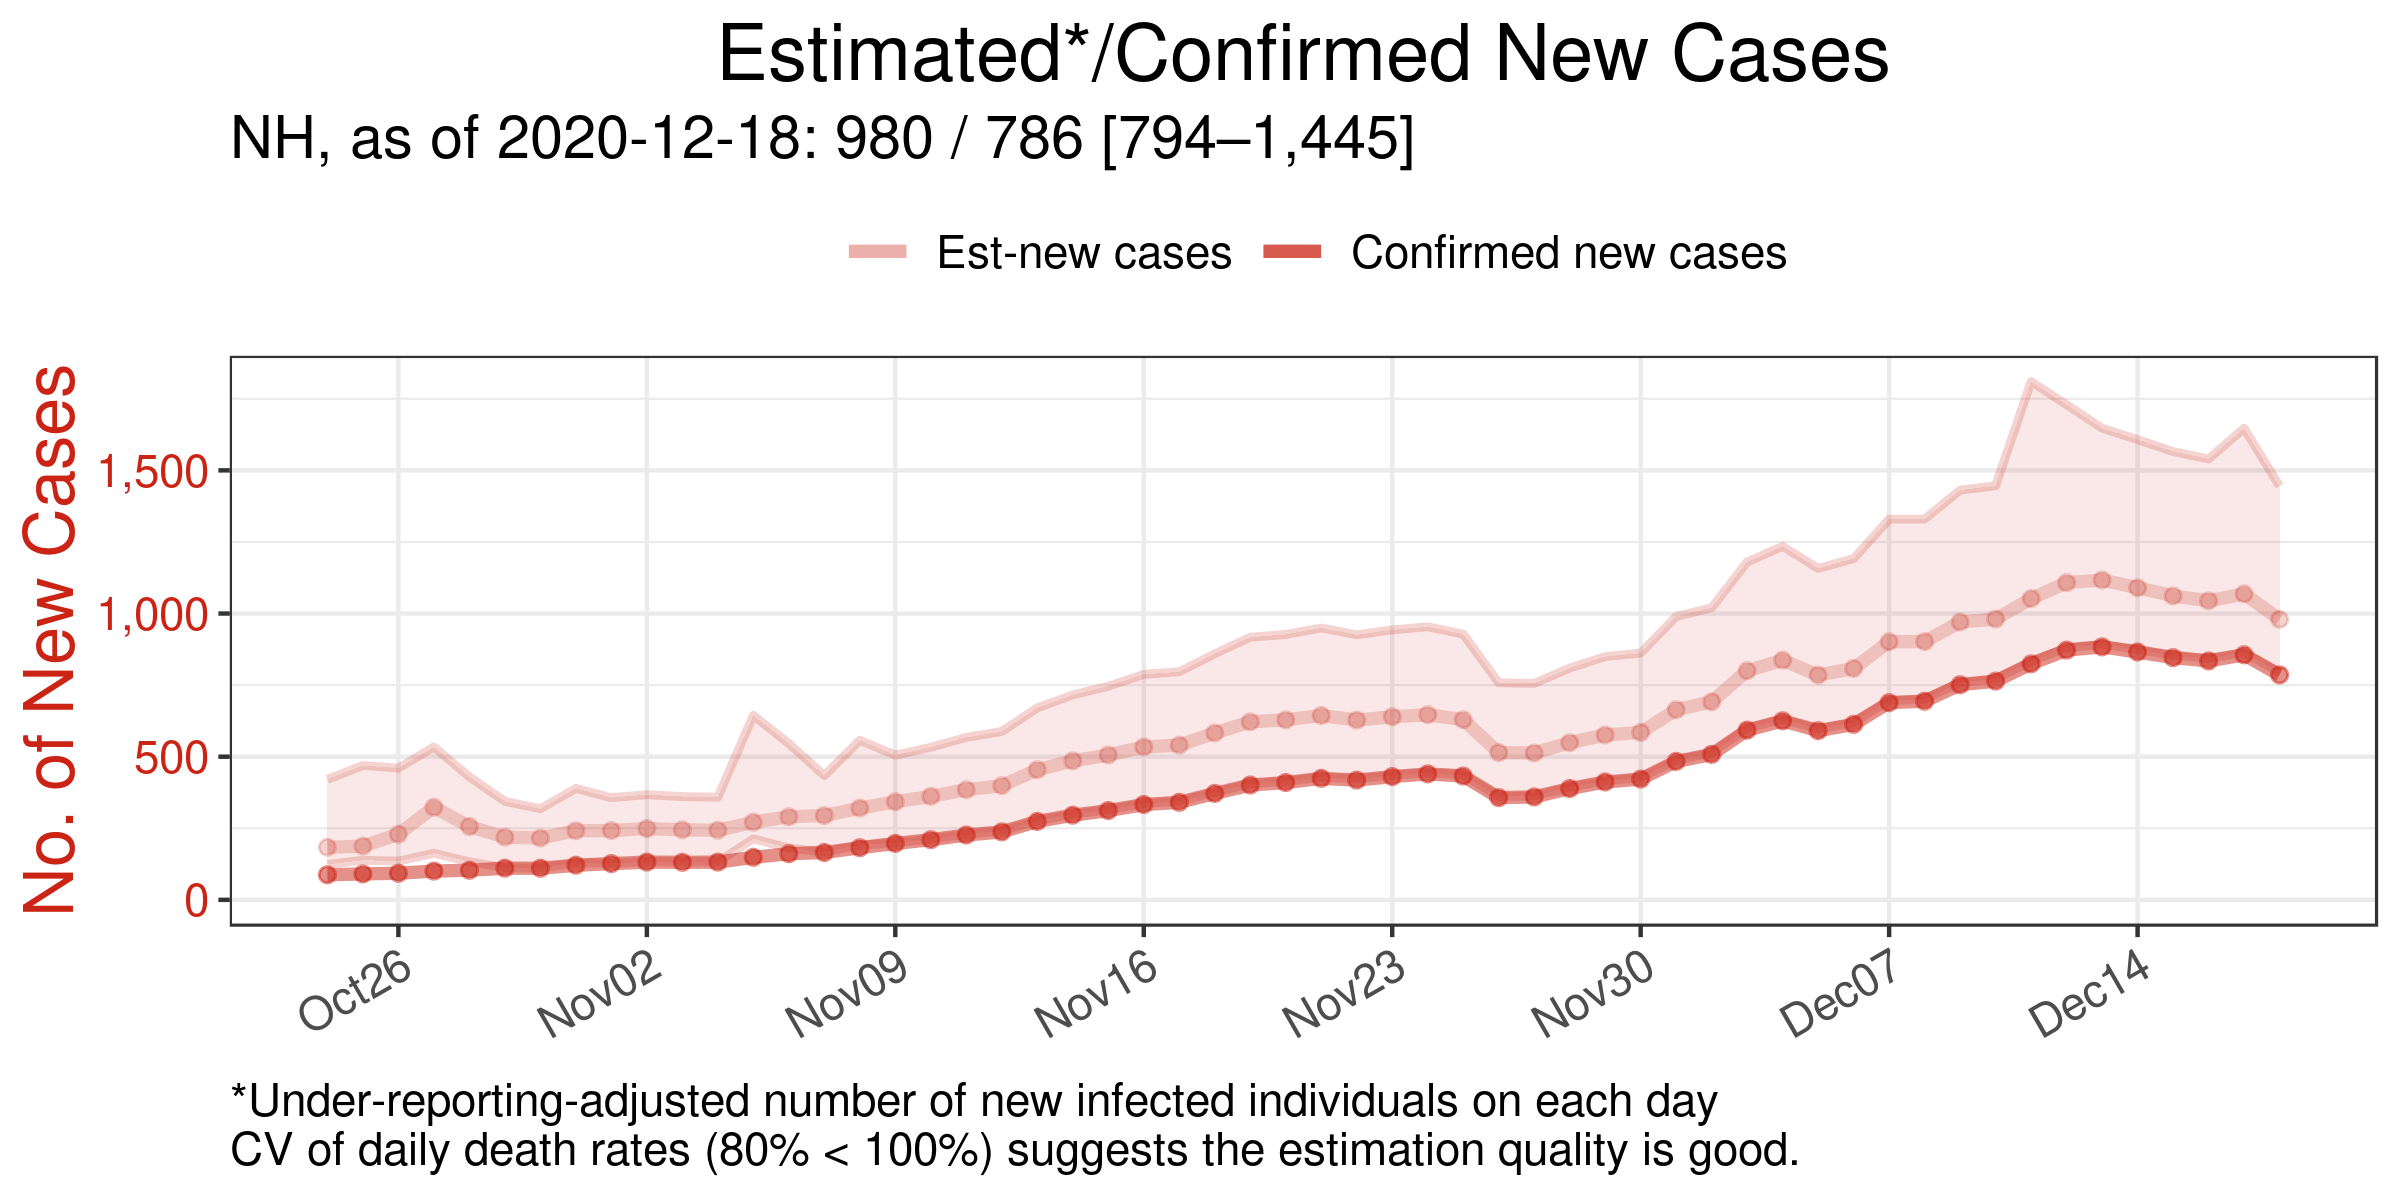 Estimated*/Confirmed New Cases
NH, as of 2020-12-18: 980 / 786 [794–1,445]
Est-new cases
Confirmed new cases
No. of New Cases
1,500
1,000
500
0
Oct26
Nov02
Nov09
Nov16
Nov23
Nov30
Dec07
Dec14
*Under-reporting-adjusted number of new infected individuals on each day
CV of daily death rates (80% < 100%) suggests the estimation quality is good.